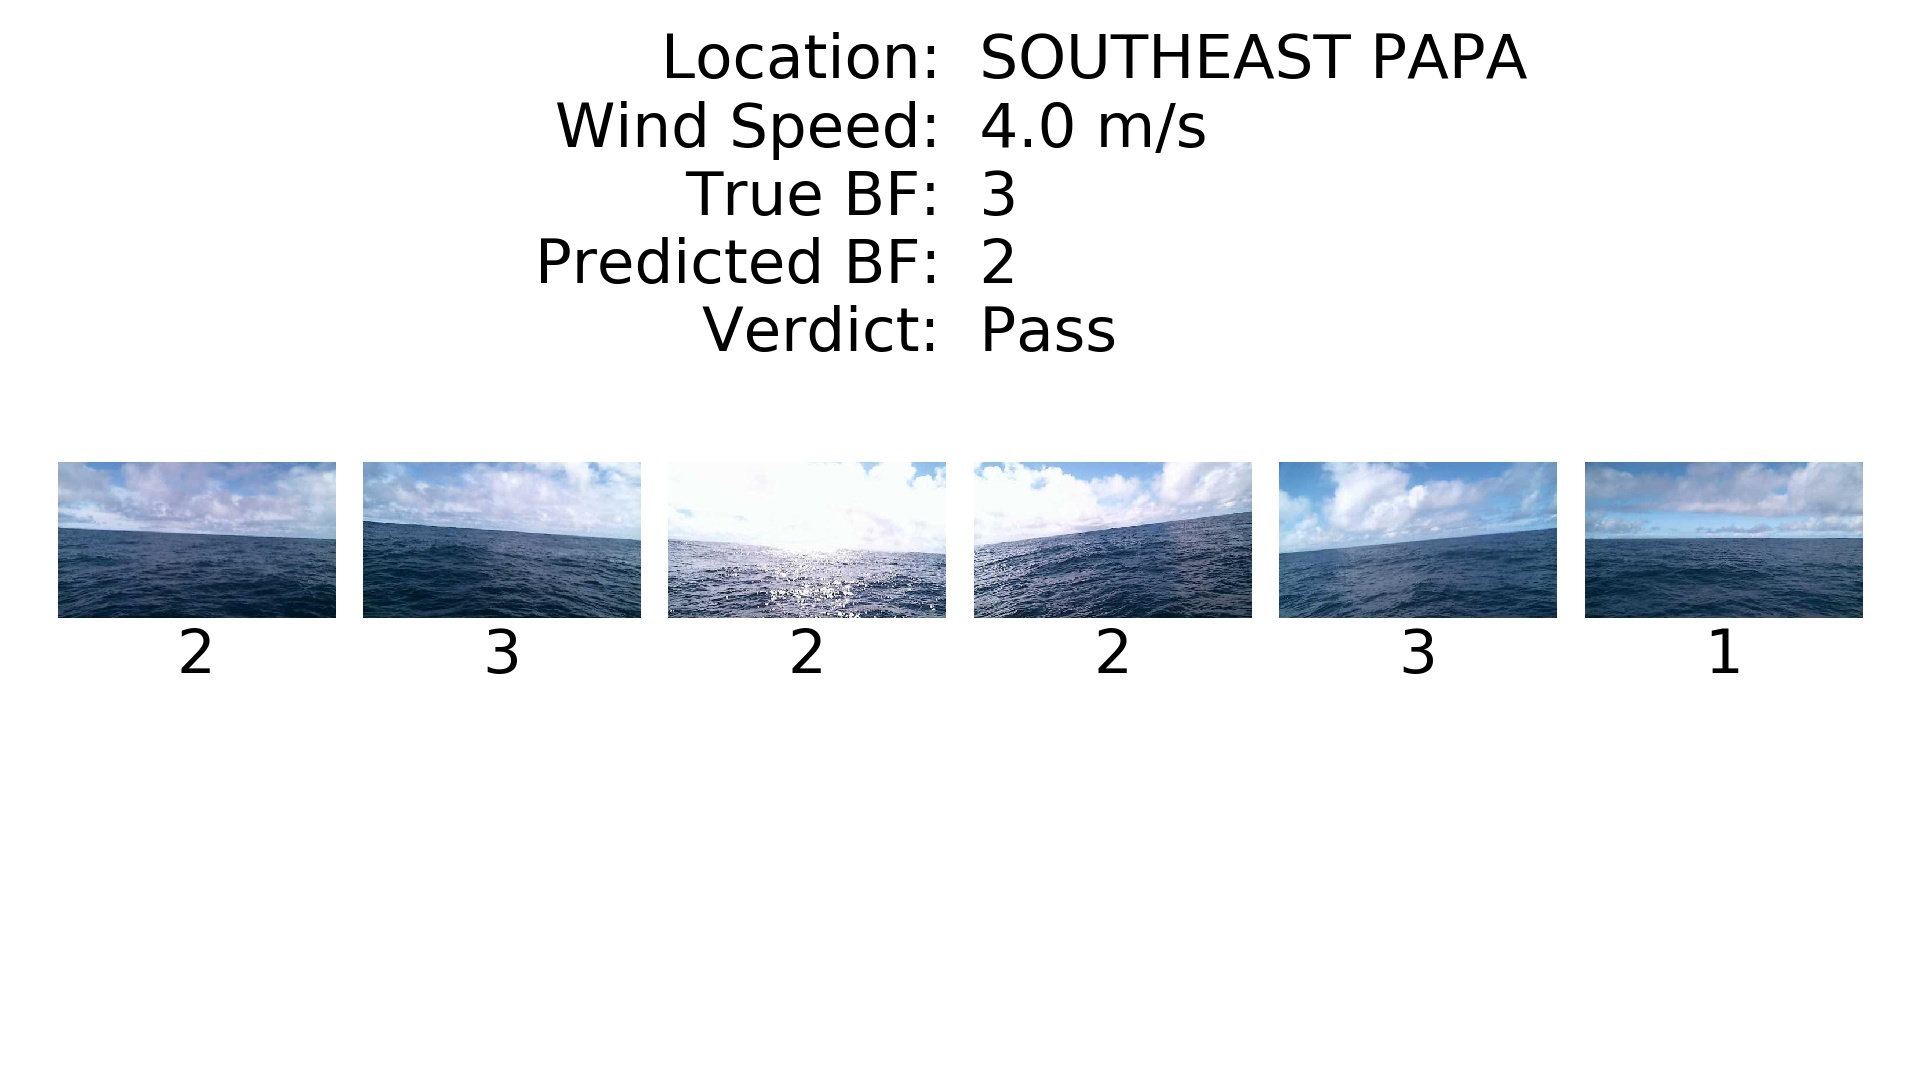 Location: SOUTHEAST PAPA
Wind Speed: 4.0 m/s
True BF: 3
Predicted BF: 2
Verdict: Pass
2 3 2 2 3 1